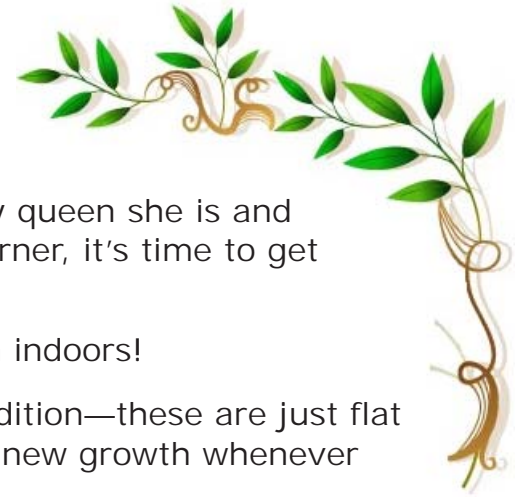 queen she is and
rner, it's time to get
indoors!
dition—these are just flat
new growth whenever